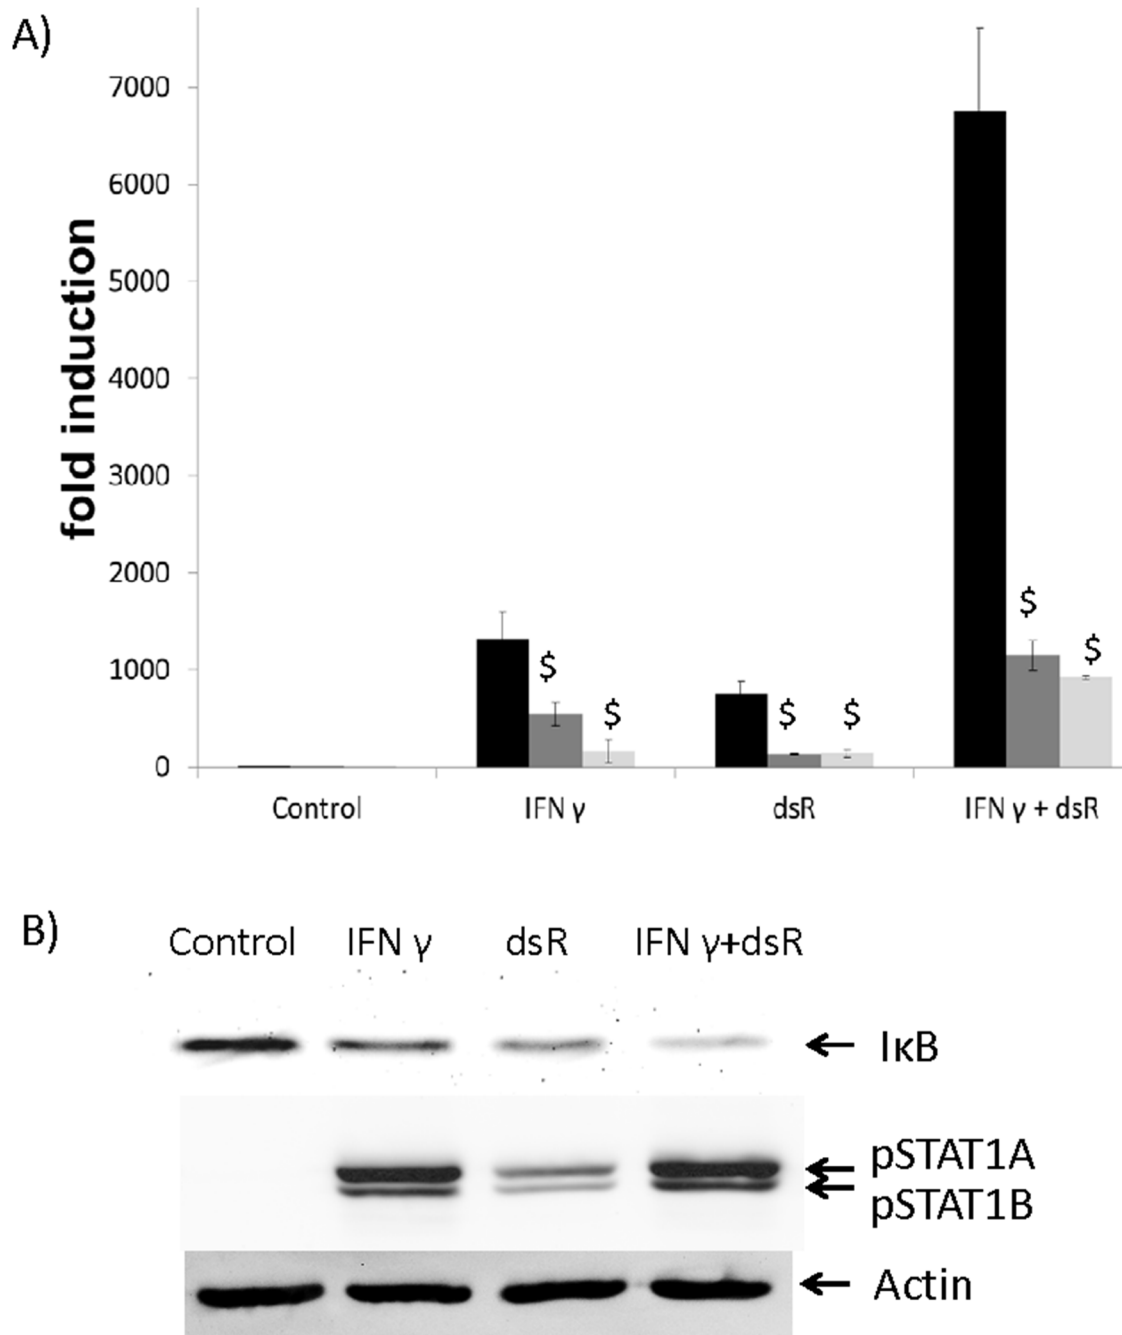 A)
fold induction
7000
6000
5000
4000
3000
2000
1000
0
$
$
$
$
$
$
Control
IFN γ
dsR
IFN γ + dsR
B)
Control
IFN γ
dsR
IFN γ+dsR
IκB
pSTAT1A
pSTAT1B
Actin